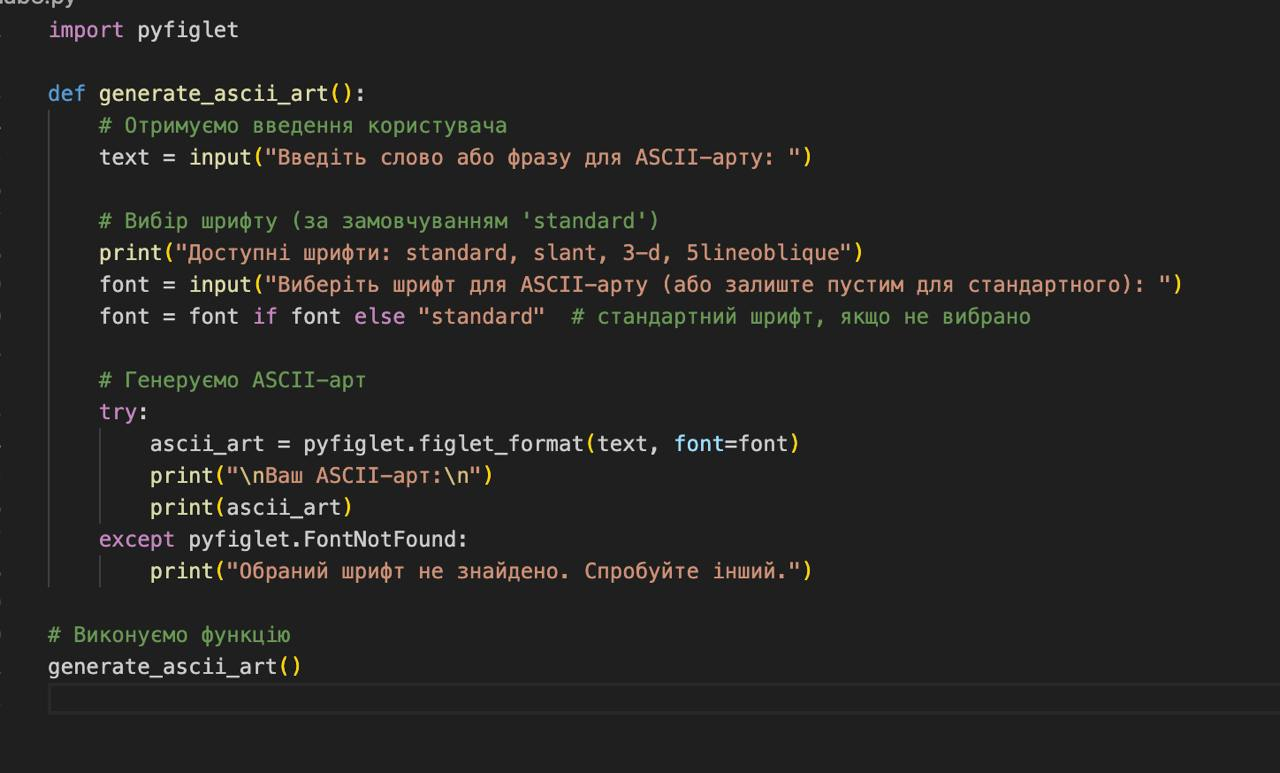 import pyfiglet
def generate_ascii_art():
# Отримуємо введення користувача
text = input("Введіть слово або фразу для ASCII-арту: ")
# Вибір шрифту (за замовчуванням 'standard')
print("Доступні шрифти: standard, slant, 3-d, 5lineoblique")
font = input("Виберіть шрифт для ASCII-арту (або залиште пустим для стандартного): ")
font = font if font else "standard"  # стандартний шрифт, якщо не вибрано
# Генеруємо ASCII-арт
try:
ascii_art = pyfiglet.figlet_format(text, font=font)
print("\nВаш ASCII-арт:\n")
print(ascii_art)
except pyfiglet.FontNotFound:
print("Обраний шрифт не знайдено. Спробуйте інший.")
# Виконуємо функцію
generate_ascii_art()